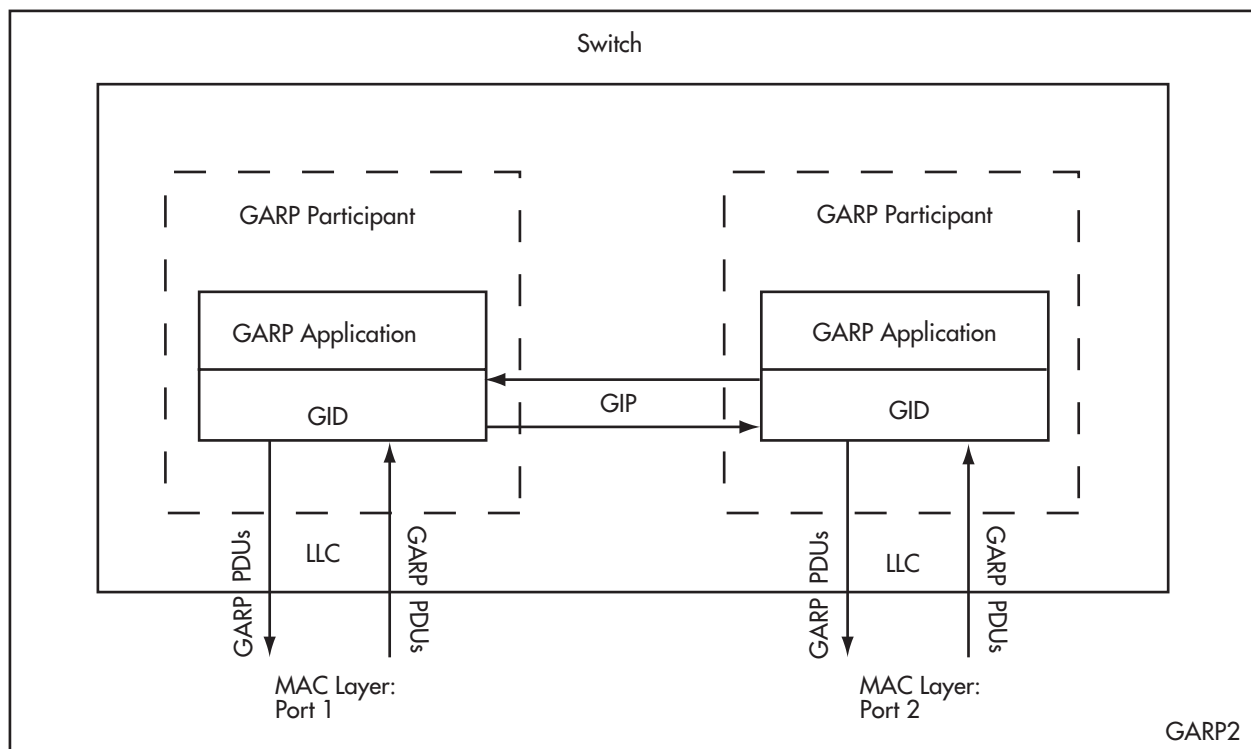 Switch
GARP Participant
GARP Participant
GARP Application
GARP Application
GID
GIP
GID
GARP PDUs
LLC
GARP PDUs
GARP PDUs
LLC
GARP PDUs
MAC Layer:
Port 1
MAC Layer:
Port 2
GARP2